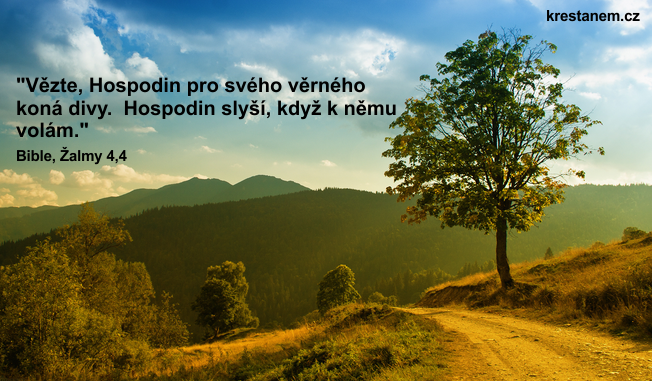 krestanem.cz
"Vězte, Hospodin pro svého věrného
koná divy.  Hospodin slyší, když k němu
volám."
Bible, Žalmy 4,4